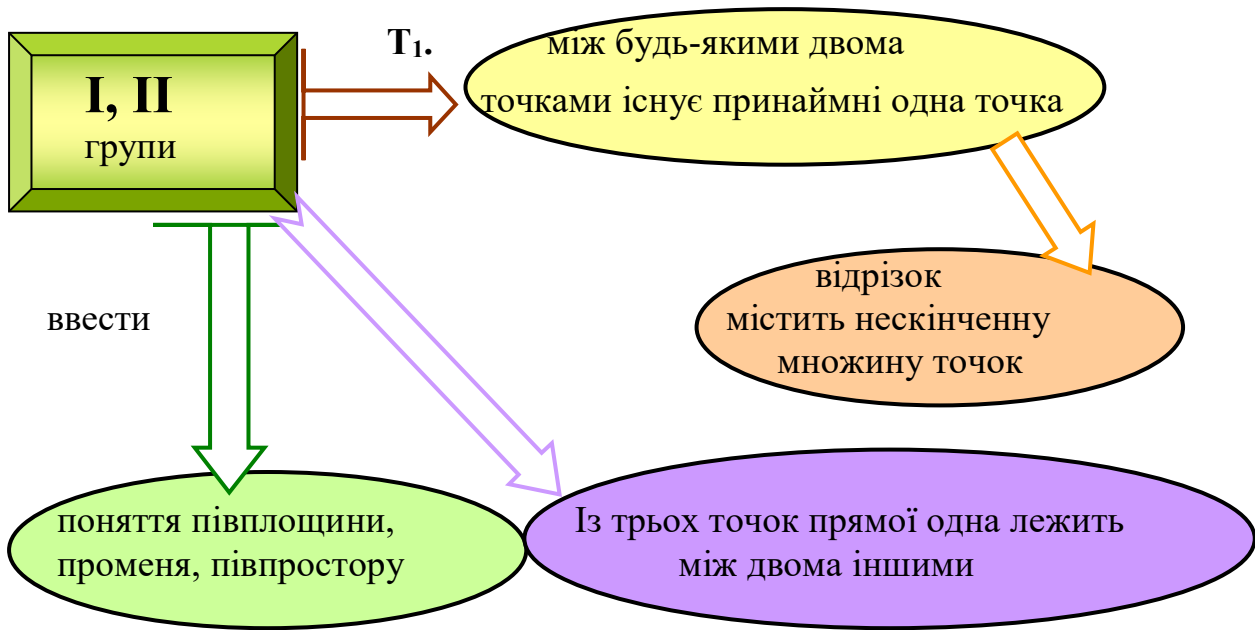 I, II
групи
T₁.
між будь-якими двома
точками існує принаймні одна точка
відрізок
містить нескінченну
множину точок
ввести
поняття півплощини,
променя, півпростору
Із трьох точок прямої одна лежить
між двома іншими